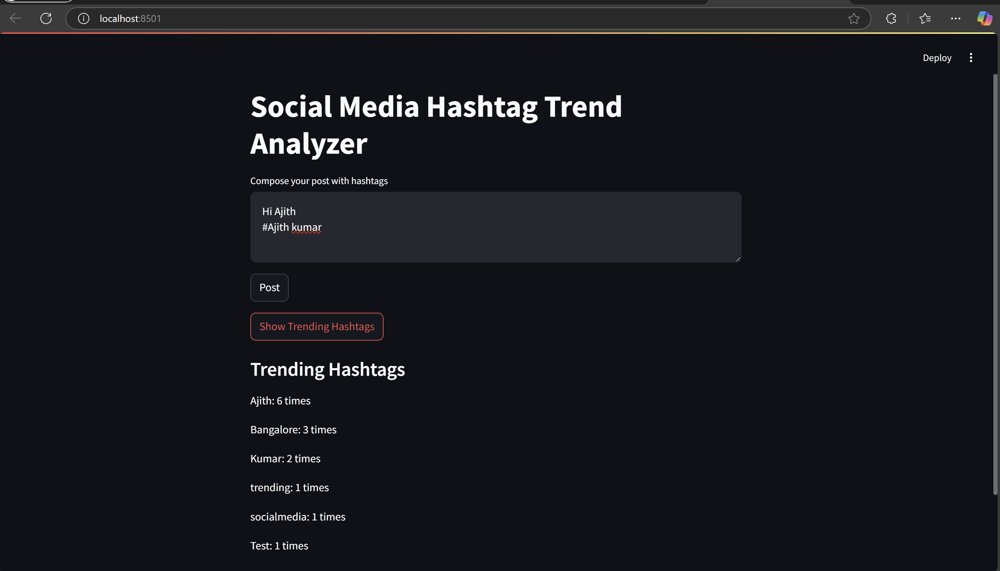 localhost:8501
Deploy
Social Media Hashtag Trend
Analyzer
Compose your post with hashtags
Hi Ajith
#Ajith kumar
Post
Show Trending Hashtags
Trending Hashtags
Ajith: 6 times
Bangalore: 3 times
Kumar: 2 times
trending: 1 times
socialmedia: 1 times
Test: 1 times